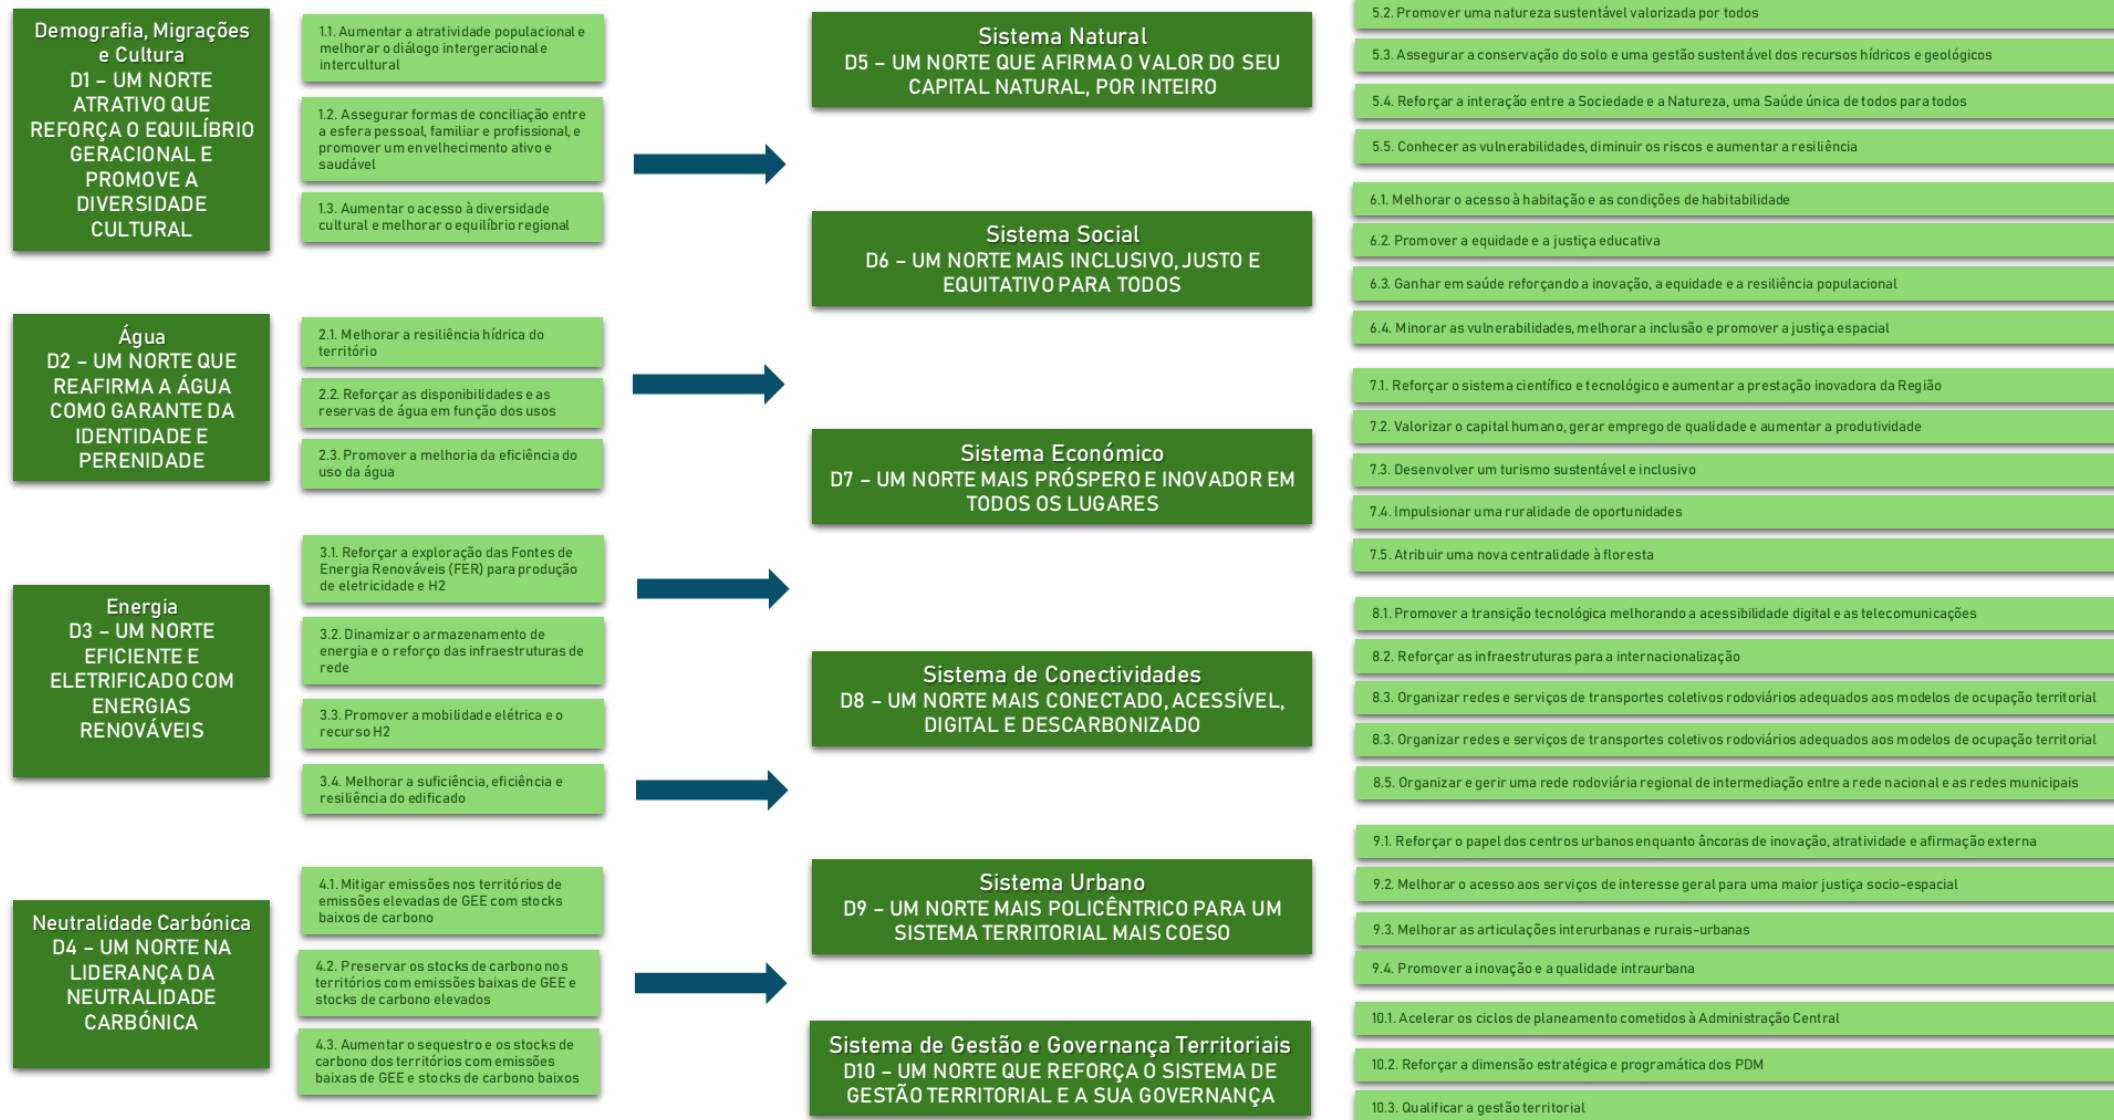 Demografia, Migrações
e Cultura
D1 – UM NORTE
ATRATIVO QUE
REFORÇA O EQUILÍBRIO
GERACIONAL E
PROMOVE A
DIVERSIDADE
CULTURAL
1.1. Aumentar a atratividade populacional e
melhorar o diálogo intergeracional e
intercultural
1.2. Assegurar formas de conciliação entre
a esfera pessoal, familiar e profissional, e
promover um envelhecimento ativo e
saudável
1.3. Aumentar o acesso à diversidade
cultural e melhorar o equilíbrio regional
Água
D2 – UM NORTE QUE
REAFIRMA A ÁGUA
COMO GARANTE DA
IDENTIDADE E
PERENIDADE
2.1. Melhorar a resiliência hídrica do
território
2.2. Reforçar as disponibilidades e as
reservas de água em função dos usos
2.3. Promover a melhoria da eficiência do
uso da água
Energia
D3 – UM NORTE
EFICIENTE E
ELETRIFICADO COM
ENERGIAS
RENOVÁVEIS
3.1. Reforçar a exploração das Fontes de
Energia Renováveis (FER) para produção
de eletricidade e H2
3.2. Dinamizar o armazenamento de
energia e o reforço das infraestruturas de
rede
3.3. Promover a mobilidade elétrica e o
recurso H2
3.4. Melhorar a suficiência, eficiência e
resiliência do edificado
Neutralidade Carbónica
D4 – UM NORTE NA
LIDERANÇA DA
NEUTRALIDADE
CARBÓNICA
4.1. Mitigar emissões nos territórios de
emissões elevadas de GEE com stocks
baixos de carbono
4.2. Preservar os stocks de carbono nos
territórios com emissões baixas de GEE e
stocks de carbono elevados
4.3. Aumentar o sequestro e os stocks de
carbono dos territórios com emissões
baixas de GEE e stocks de carbono baixos
Sistema Natural
D5 – UM NORTE QUE AFIRMA O VALOR DO SEU
CAPITAL NATURAL, POR INTEIRO
5.2. Promover uma natureza sustentável valorizada por todos
5.3. Assegurar a conservação do solo e uma gestão sustentável dos recursos hídricos e geológicos
5.4. Reforçar a interação entre a Sociedade e a Natureza, uma Saúde única de todos para todos
5.5. Conhecer as vulnerabilidades, diminuir os riscos e aumentar a resiliência
Sistema Social
D6 – UM NORTE MAIS INCLUSIVO, JUSTO E
EQUITATIVO PARA TODOS
6.1. Melhorar o acesso à habitação e as condições de habitabilidade
6.2. Promover a equidade e a justiça educativa
6.3. Ganhar em saúde reforçando a inovação, a equidade e a resiliência populacional
6.4. Minorar as vulnerabilidades, melhorar a inclusão e promover a justiça espacial
Sistema Económico
D7 – UM NORTE MAIS PRÓSPERO E INOVADOR EM
TODOS OS LUGARES
7.1. Reforçar o sistema científico e tecnológico e aumentar a prestação inovadora da Região
7.2. Valorizar o capital humano, gerar emprego de qualidade e aumentar a produtividade
7.3. Desenvolver um turismo sustentável e inclusivo
7.4. Impulsionar uma ruralidade de oportunidades
7.5. Atribuir uma nova centralidade à floresta
Sistema de Conectividades
D8 – UM NORTE MAIS CONECTADO, ACESSÍVEL,
DIGITAL E DESCARBONIZADO
8.1. Promover a transição tecnológica melhorando a acessibilidade digital e as telecomunicações
8.2. Reforçar as infraestruturas para a internacionalização
8.3. Organizar redes e serviços de transportes coletivos rodoviários adequados aos modelos de ocupação territorial
8.3. Organizar redes e serviços de transportes coletivos rodoviários adequados aos modelos de ocupação territorial
8.5. Organizar e gerir uma rede rodoviária regional de intermediação entre a rede nacional e as redes municipais
Sistema Urbano
D9 – UM NORTE MAIS POLICÊNTRICO PARA UM
SISTEMA TERRITORIAL MAIS COESO
9.1. Reforçar o papel dos centros urbanos enquanto âncoras de inovação, atratividade e afirmação externa
9.2. Melhorar o acesso aos serviços de interesse geral para uma maior justiça socio-espacial
9.3. Melhorar as articulações interurbanas e rurais-urbanas
9.4. Promover a inovação e a qualidade intraurbana
Sistema de Gestão e Governança Territoriais
D10 – UM NORTE QUE REFORÇA O SISTEMA DE
GESTÃO TERRITORIAL E A SUA GOVERNANÇA
10.1. Acelerar os ciclos de planeamento cometidos à Administração Central
10.2. Reforçar a dimensão estratégica e programática dos PDM
10.3. Qualificar a gestão territorial